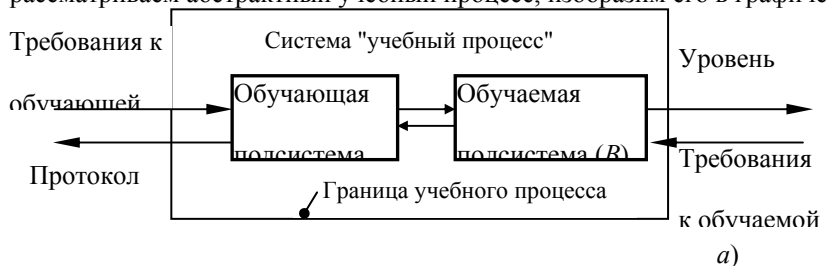 рассматриваем абстрактный учебный процесс, изобразим его в графиче
Требования к
обучающей
Протокол
Система "учебный процесс"
Обучающая
подсистема
Обучаемая
подсистема (B)
Граница учебного процесса
Уровень
Требования
к обучаемой
а)